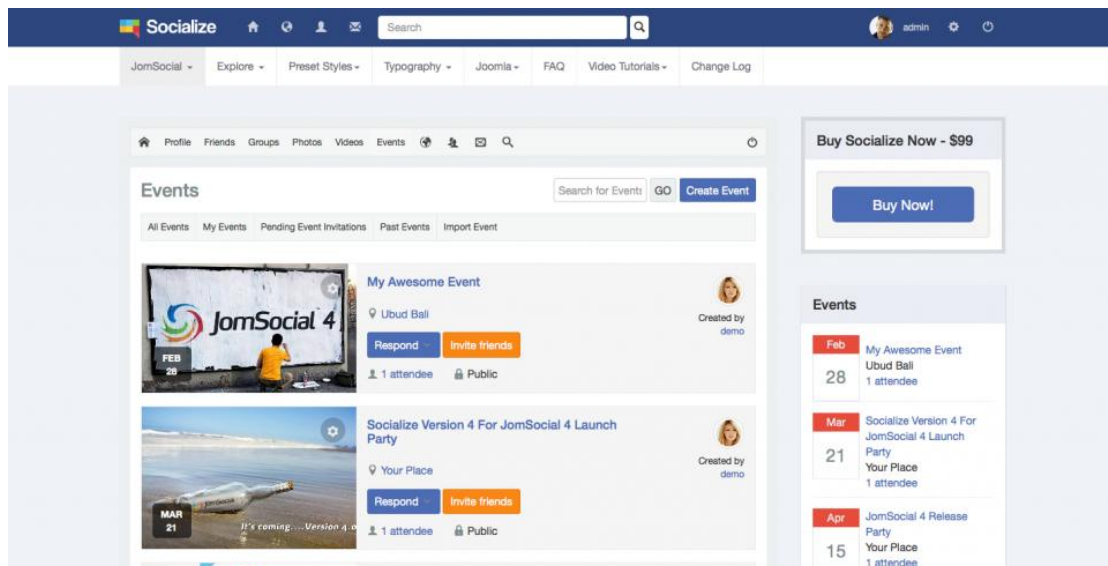 Socialize
Search
admin
JomSocial Explore Preset Styles Typography Joomla FAQ Video Tutorials Change Log
Profile Friends Groups Photos Videos Events
Buy Socialize Now - $99
Buy Now!
Events
Search for Events
GO
Create Event
All Events My Events Pending Event Invitations Past Events Import Event
JomSocial 4
FEB
28
My Awesome Event
Ubud Bali
Respond
Invite friends
1 attendee
Public
Created by
demo
JomSocial
It's coming....Version 4.0
MAR
21
Socialize Version 4 For JomSocial 4 Launch
Party
Your Place
Respond
Invite friends
1 attendee
Public
Created by
demo
Events
Feb
28
My Awesome Event
Ubud Bali
1 attendee
Mar
21
Socialize Version 4 For
JomSocial 4 Launch
Party
Your Place
1 attendee
Apr
15
JomSocial 4 Release
Party
Your Place
1 attendee